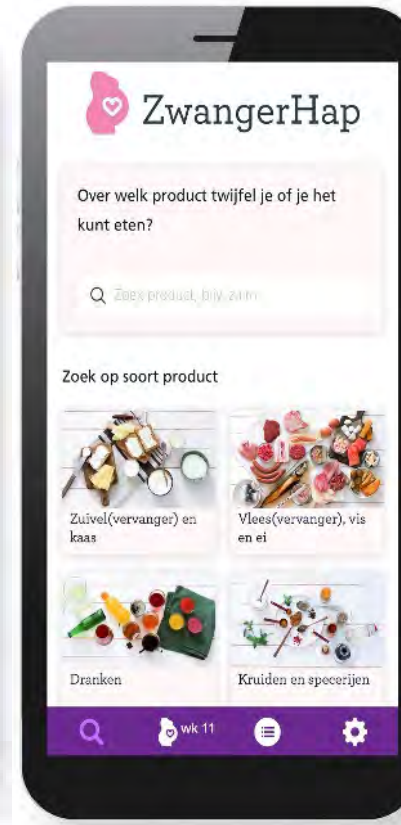 ZwangerHap
Over welk product twijfel je of je het
kunt eten?
Zoek product, bijv. zalm
Zoek op soort product
Zuivel(vervanger) en
kaas
Vlees(vervanger), vis
en ei
Dranken
Kruiden en specerijen
wk 11